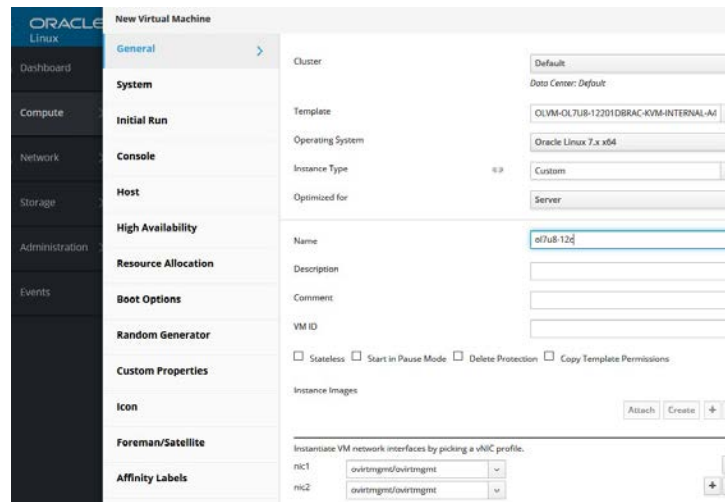 ORACLE
Linux
Dashboard
Compute
Network
Storage
Administration
Events
New Virtual Machine
General
System
Initial Run
Console
Host
High Availability
Resource Allocation
Boot Options
Random Generator
Custom Properties
Icon
Foreman/Satellite
Affinity Labels
Cluster
Default
Data Center: Default
Template
OLVM-OL7U8-12201DBRAC-KVM-INTERNAL-A
Operating System
Oracle Linux 7.x x64
Instance Type
Custom
Optimized for
Server
Name
ol7u8-12c
Description
Comment
VM ID
Stateless Start in Pause Mode Delete Protection Copy Template Permissions
Instance Images
Attach Create +
Instantiate VM network interfaces by picking a vNIC profile.
nic1 ovirtmgmt/ovirtmgmt
nic2 ovirtmgmt/ovirtmgmt +